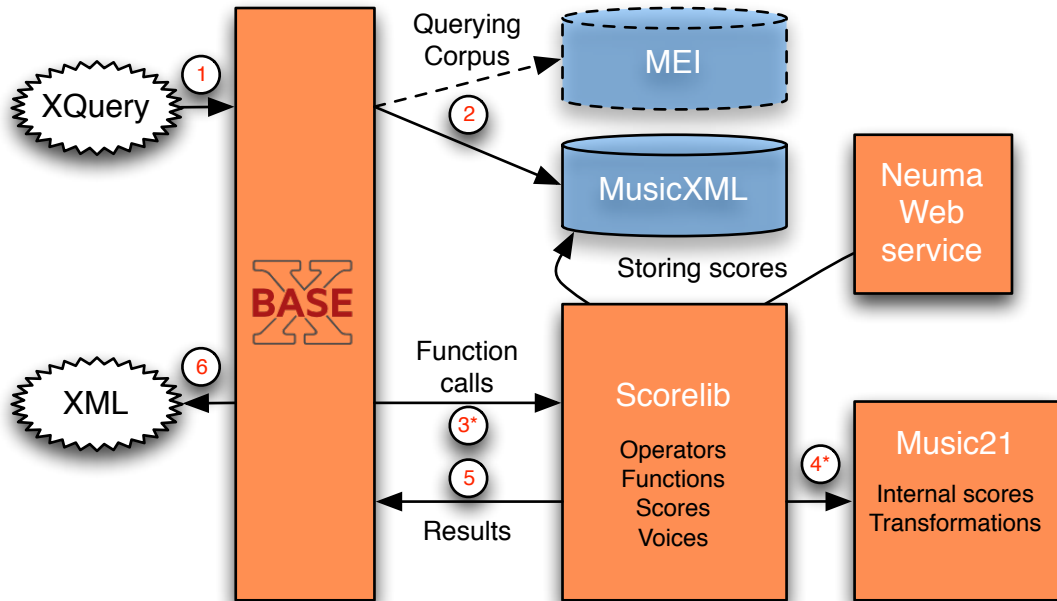 Querying
Corpus
MEI
1
XQuery
2
MusicXML
Neuma
Web
service
Storing scores
X
BASE
6
XML
Function
calls
3*
5
Results
Scorelib
Operators
Functions
Scores
Voices
4*
Music21
Internal scores
Transformations